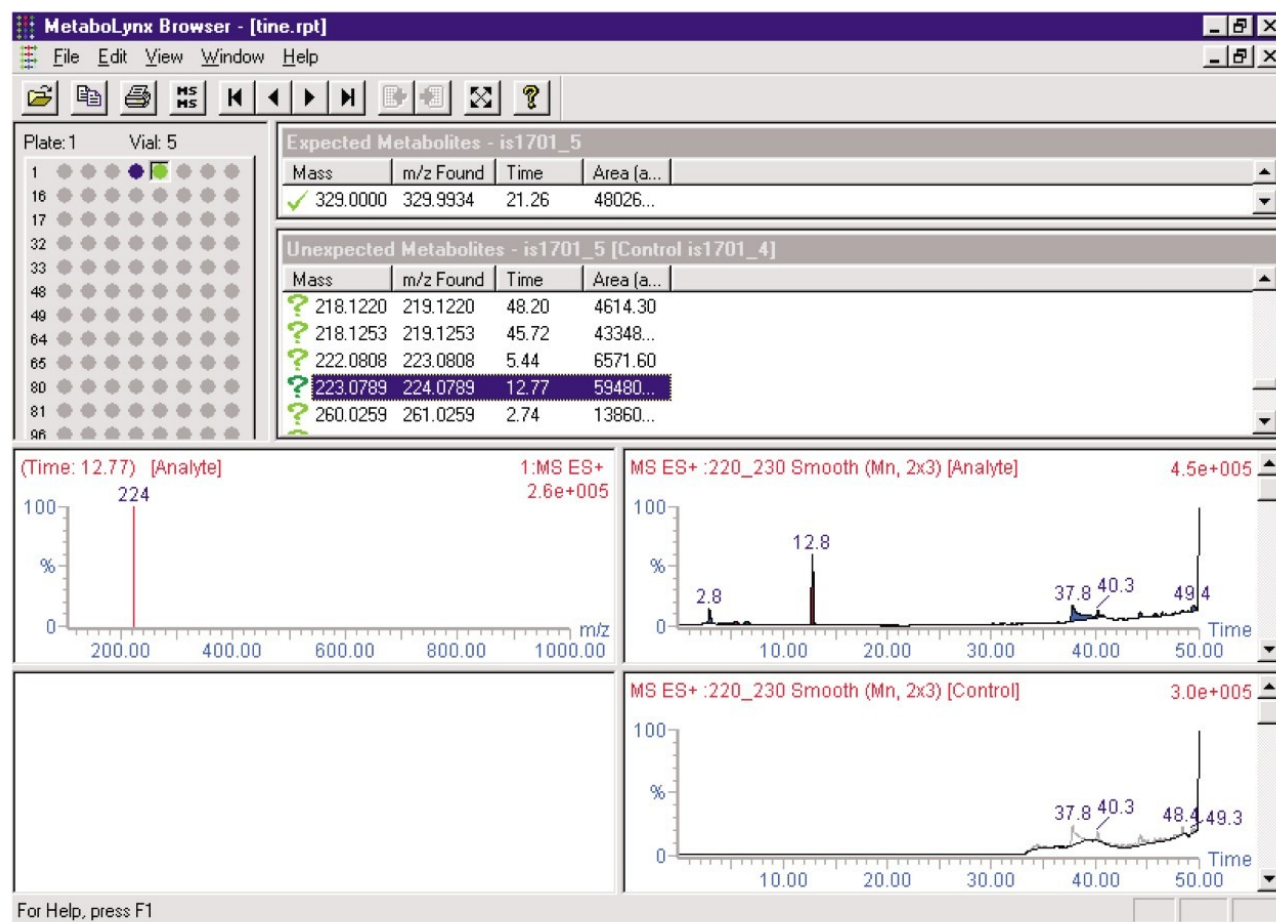 MetaboLynx Browser - [tine.rpt]
File Edit View Window Help
MS
MS
Plate: 1 Vial: 5
1
16
17
32
33
48
49
64
65
80
81
96
Expected Metabolites - is1701_5
Mass m/z Found Time Area (a...
329.0000 329.9934 21.26 48026...
Unexpected Metabolites - is1701_5 [Control is1701_4]
Mass m/z Found Time Area (a...
? 218.1220 219.1220 48.20 4614.30
? 218.1253 219.1253 45.72 43348...
? 222.0808 223.0808 5.44 6571.60
? 223.0789 224.0789 12.77 59480...
? 260.0259 261.0259 2.74 13860...
(Time: 12.77) [Analyte] 1:MS ES+
2.6e+005
224
100
%
0
m/z
200.00 400.00 600.00 800.00 1000.00
MS ES+ :220_230 Smooth (Mn, 2x3) [Analyte] 4.5e+005
100
12.8
%
2.8 37.8 40.3 49.4
0
Time
10.00 20.00 30.00 40.00 50.00
MS ES+ :220_230 Smooth (Mn, 2x3) [Control] 3.0e+005
100
%
37.8 40.3 48.4 49.3
0
Time
10.00 20.00 30.00 40.00 50.00
For Help, press F1